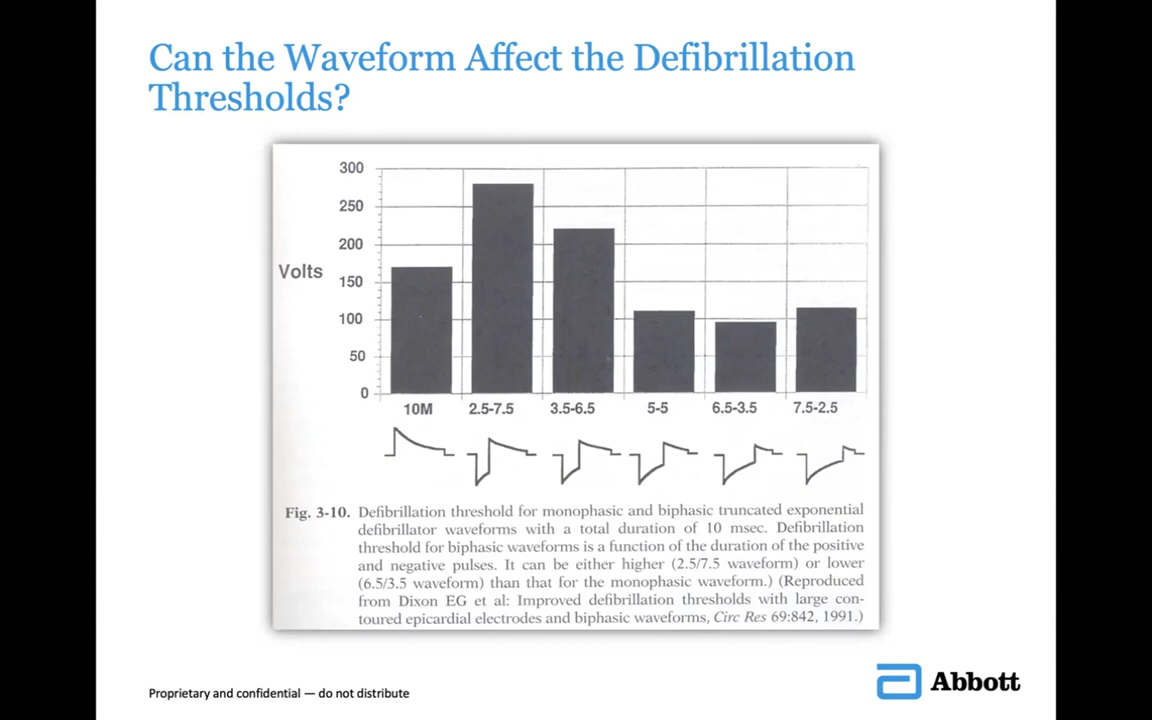 Can the Waveform Affect the Defibrillation
Thresholds?
300
250
200
Volts
150
100
50
0
10M 2.5-7.5 3.5-6.5 5-5 6.5-3.5 7.5-2.5
Fig. 3-10. Defibrillation threshold for monophasic and biphasic truncated exponential
defibrillator waveforms with a total duration of 10 msec. Defibrillation
threshold for biphasic waveforms is a function of the duration of the positive
and negative pulses. It can be either higher (2.5/7.5 waveform) or lower
(6.5/3.5 waveform) than that for the monophasic waveform.) (Reproduced
from Dixon EG et al: Improved defibrillation thresholds with large con-
toured epicardial electrodes and biphasic waveforms, Circ Res 69:842, 1991.)
Proprietary and confidential — do not distribute
Abbott